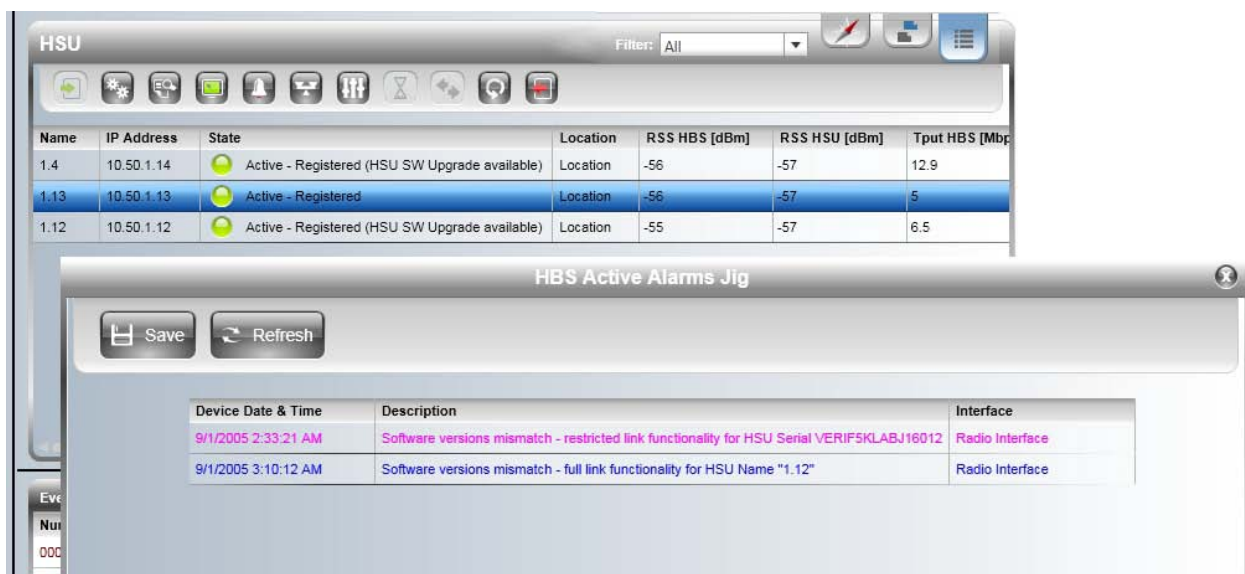 HSU Filter: All
Name IP Address State Location RSS HBS [dBm] RSS HSU [dBm] Tput HBS [Mbp
1.4 10.50.1.14 Active - Registered (HSU SW Upgrade available) Location -56 -57 12.9
1.13 10.50.1.13 Active - Registered Location -56 -57 5
1.12 10.50.1.12 Active - Registered (HSU SW Upgrade available) Location -55 -57 6.5
HBS Active Alarms Jig
Save Refresh
Device Date & Time Description Interface
9/1/2005 2:33:21 AM Software versions mismatch - restricted link functionality for HSU Serial VERIF5KLABJ16012 Radio Interface
9/1/2005 3:10:12 AM Software versions mismatch - full link functionality for HSU Name "1.12" Radio Interface
Eve
Nu
000